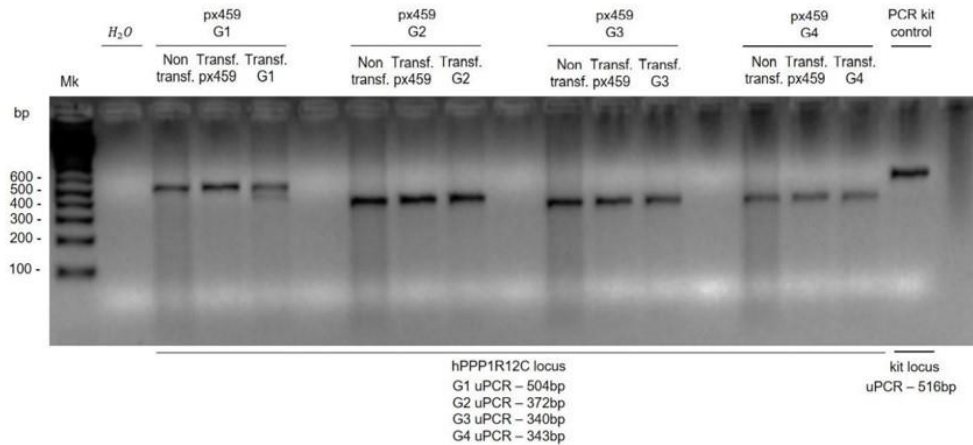 px459 px459 px459 px459 PCR kit
H₂O G1 G2 G3 G4 control
Non Transf. Transf. Non Transf. Transf. Non Transf. Transf. Non Transf. Transf.
Mk transf. px459 G1 transf. px459 G2 transf. px459 G3 transf. px459 G4
bp
600 -
500 -
400 -
300 -
200 -
100 -
hPPP1R12C locus kit locus
G1 uPCR – 504bp uPCR – 516bp
G2 uPCR – 372bp
G3 uPCR – 340bp
G4 uPCR – 343bp